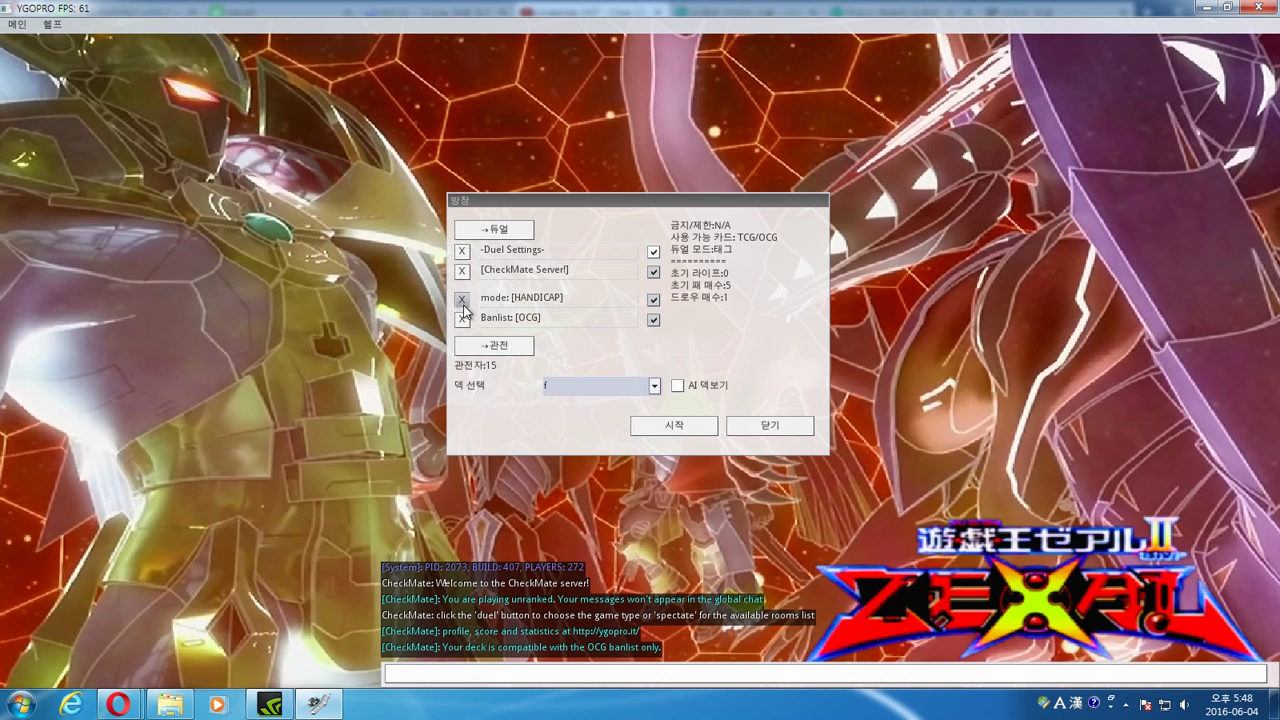 YGOPRO FPS: 61
메인 헬프
방장
→듀얼
X -Duel Settings-
X [CheckMate Server!]
X mode: [HANDICAP]
X Banlist: [OCG]
→관전
관전자:15
덱 선택 f AI 덱보기
시작 닫기
금지/제한:N/A
사용 가능 카드: TCG/OCG
듀얼 모드:태그
==========
초기 라이프:0
초기 패 매수:5
드로우 매수:1
遊戯王ゼアルII
セカンド
ZEXAL
[System]: PID: 2073, BUILD: 407, PLAYERS: 272
CheckMate: Welcome to the CheckMate server!
[CheckMate]: You are playing unranked. Your messages won't appear in the global chat
CheckMate: click the 'duel' button to choose the game type or 'spectate' for the available rooms list
[CheckMate]: profile, score and statistics at http://ygopro.it/
[CheckMate]: Your deck is compatible with the OCG banlist only.
A 漢
오후 5:48
2016-06-04